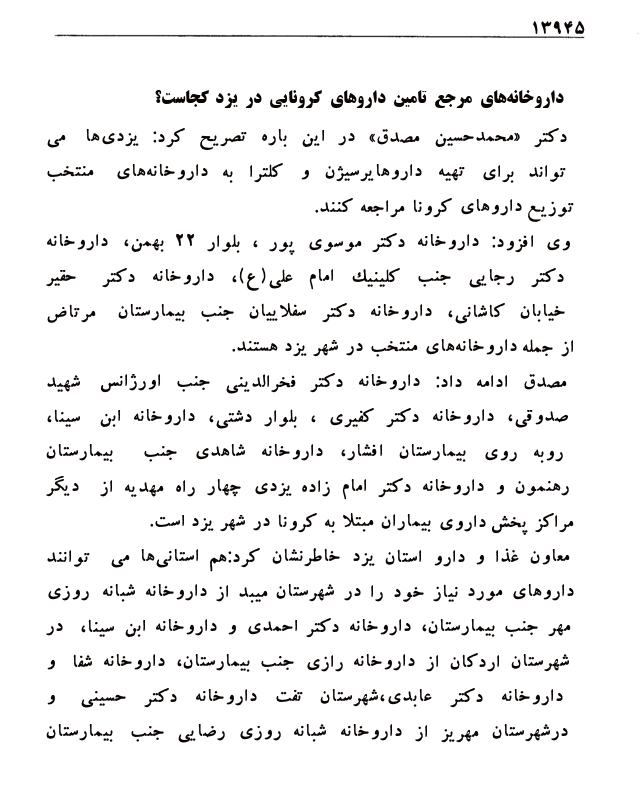 ۱۳۹۴۵
داروخانه‌های مرجع تامین داروهای کرونایی در یزد کجاست؟
دکتر «محمدحسین مصدق» در این باره تصریح کرد: یزدی‌ها می
تواند برای تهیه داروهایرسیژن و کلترا به داروخانه‌های منتخب
توزیع داروهای کرونا مراجعه کنند.
وی افزود: داروخانه دکتر موسوی پور ، بلوار ۲۲ بهمن، داروخانه
دکتر رجایی جنب کلینیك امام علی(ع)، داروخانه دکتر حقیر
خیابان کاشانی، داروخانه دکتر سفلاییان جنب بیمارستان مرتاض
از جمله داروخانه‌های منتخب در شهر یزد هستند.
مصدق ادامه داد: داروخانه دکتر فخرالدینی جنب اورژانس شهید
صدوقی، داروخانه دکتر کفیری ، بلوار دشتی، داروخانه ابن سینا،
روبه روی بیمارستان افشار، داروخانه شاهدی جنب بیمارستان
رهنمون و داروخانه دکتر امام زاده یزدی چهار راه مهدیه از دیگر
مراکز پخش داروی بیماران مبتلا به کرونا در شهر یزد است.
معاون غذا و دارو استان یزد خاطرنشان کرد:هم استانی‌ها می توانند
داروهای مورد نیاز خود را در شهرستان میبد از داروخانه شبانه روزی
مهر جنب بیمارستان، داروخانه دکتر احمدی و داروخانه ابن سینا، در
شهرستان اردکان از داروخانه رازی جنب بیمارستان، داروخانه شفا و
داروخانه دکتر عابدی،شهرستان تفت داروخانه دکتر حسینی و
درشهرستان مهریز از داروخانه شبانه روزی رضایی جنب بیمارستان